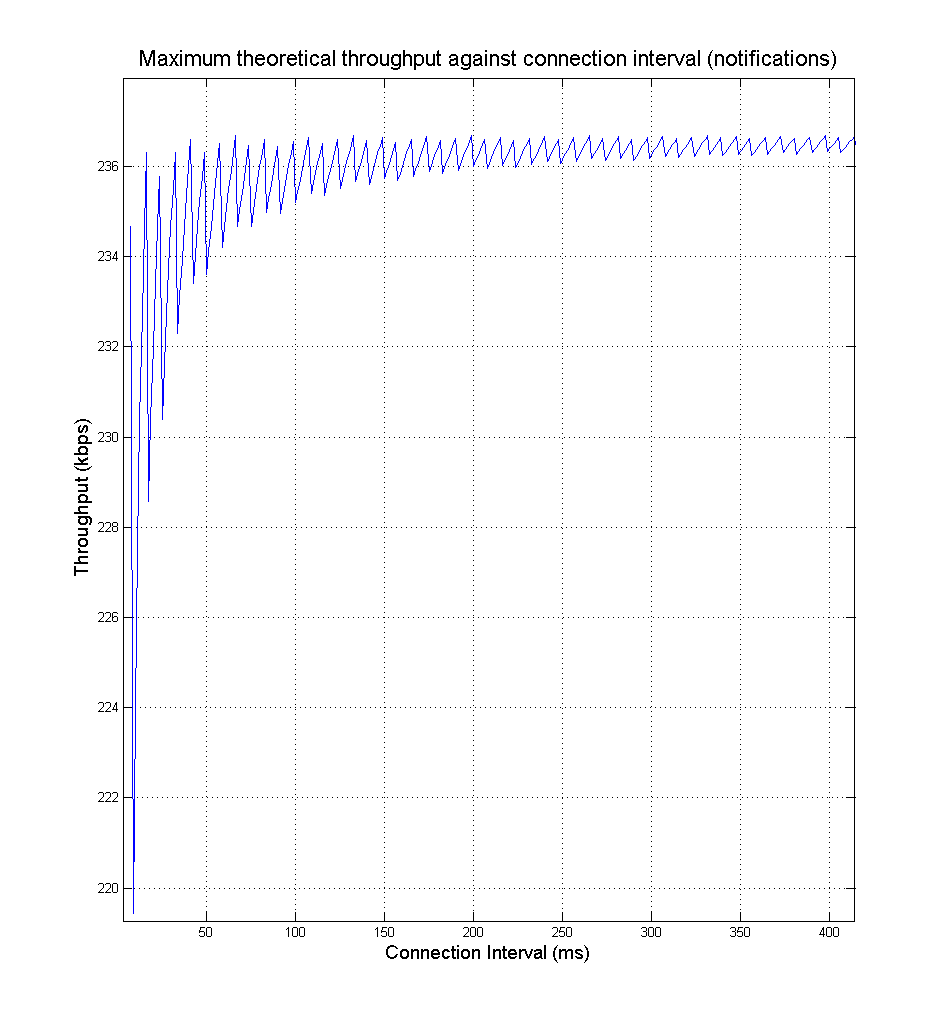 Maximum theoretical throughput against connection interval (notifications)
236
234
232
230
228
226
224
222
220
Throughput (kbps)
50 100 150 200 250 300 350 400
Connection Interval (ms)